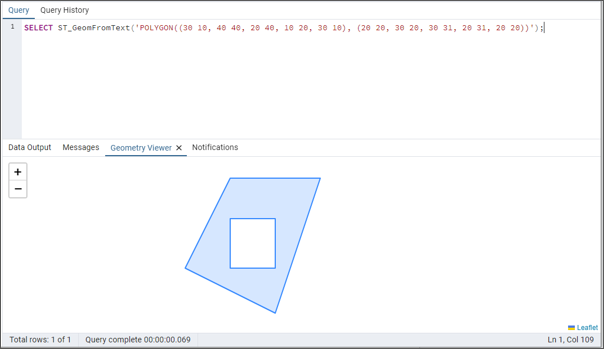 Query Query History
1 SELECT ST_GeomFromText('POLYGON((30 10, 40 40, 20 40, 10 20, 30 10), (20 20, 30 20, 30 31, 20 31, 20 20))');
Data Output Messages Geometry Viewer ✕ Notifications
+
−
Leaflet
Total rows: 1 of 1 Query complete 00:00:00.069 Ln 1, Col 109